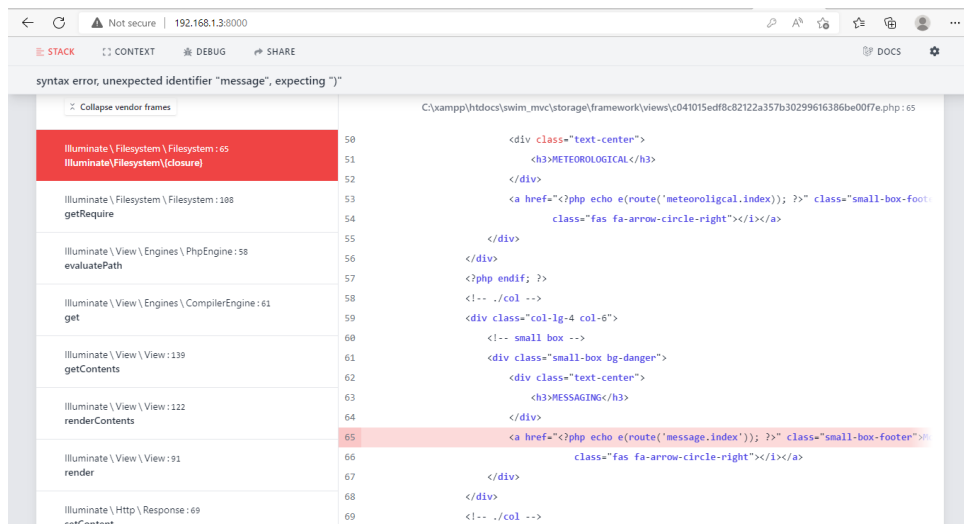 Not secure | 192.168.1.3:8000
STACK CONTEXT DEBUG SHARE DOCS
syntax error, unexpected identifier "message", expecting ")"
Collapse vendor frames
C:\xampp\htdocs\swim_mvc\storage\framework\views\c041015edf8c82122a357b30299616386be00f7e.php:65
Illuminate\Filesystem\Filesystem:65
Illuminate\Filesystem\{closure}
Illuminate\Filesystem\Filesystem:108
getRequire
Illuminate\View\Engines\PhpEngine:58
evaluatePath
Illuminate\View\Engines\CompilerEngine:61
get
Illuminate\View\View:139
getContents
Illuminate\View\View:122
renderContents
Illuminate\View\View:91
render
Illuminate\Http\Response:69
setContent
50 <div class="text-center">
51 <h3>METEOROLOGICAL</h3>
52 </div>
53 <a href="<?php echo e(route('meteoroligcal.index)); ?>" class="small-box-foot
54 class="fas fa-arrow-circle-right"></i></a>
55 </div>
56 </div>
57 <?php endif; ?>
58 <!-- ./col -->
59 <div class="col-lg-4 col-6">
60 <!-- small box -->
61 <div class="small-box bg-danger">
62 <div class="text-center">
63 <h3>MESSAGING</h3>
64 </div>
65 <a href="<?php echo e(route('message.index')); ?>" class="small-box-footer">M
66 class="fas fa-arrow-circle-right"></i></a>
67 </div>
68 </div>
69 <!-- ./col -->